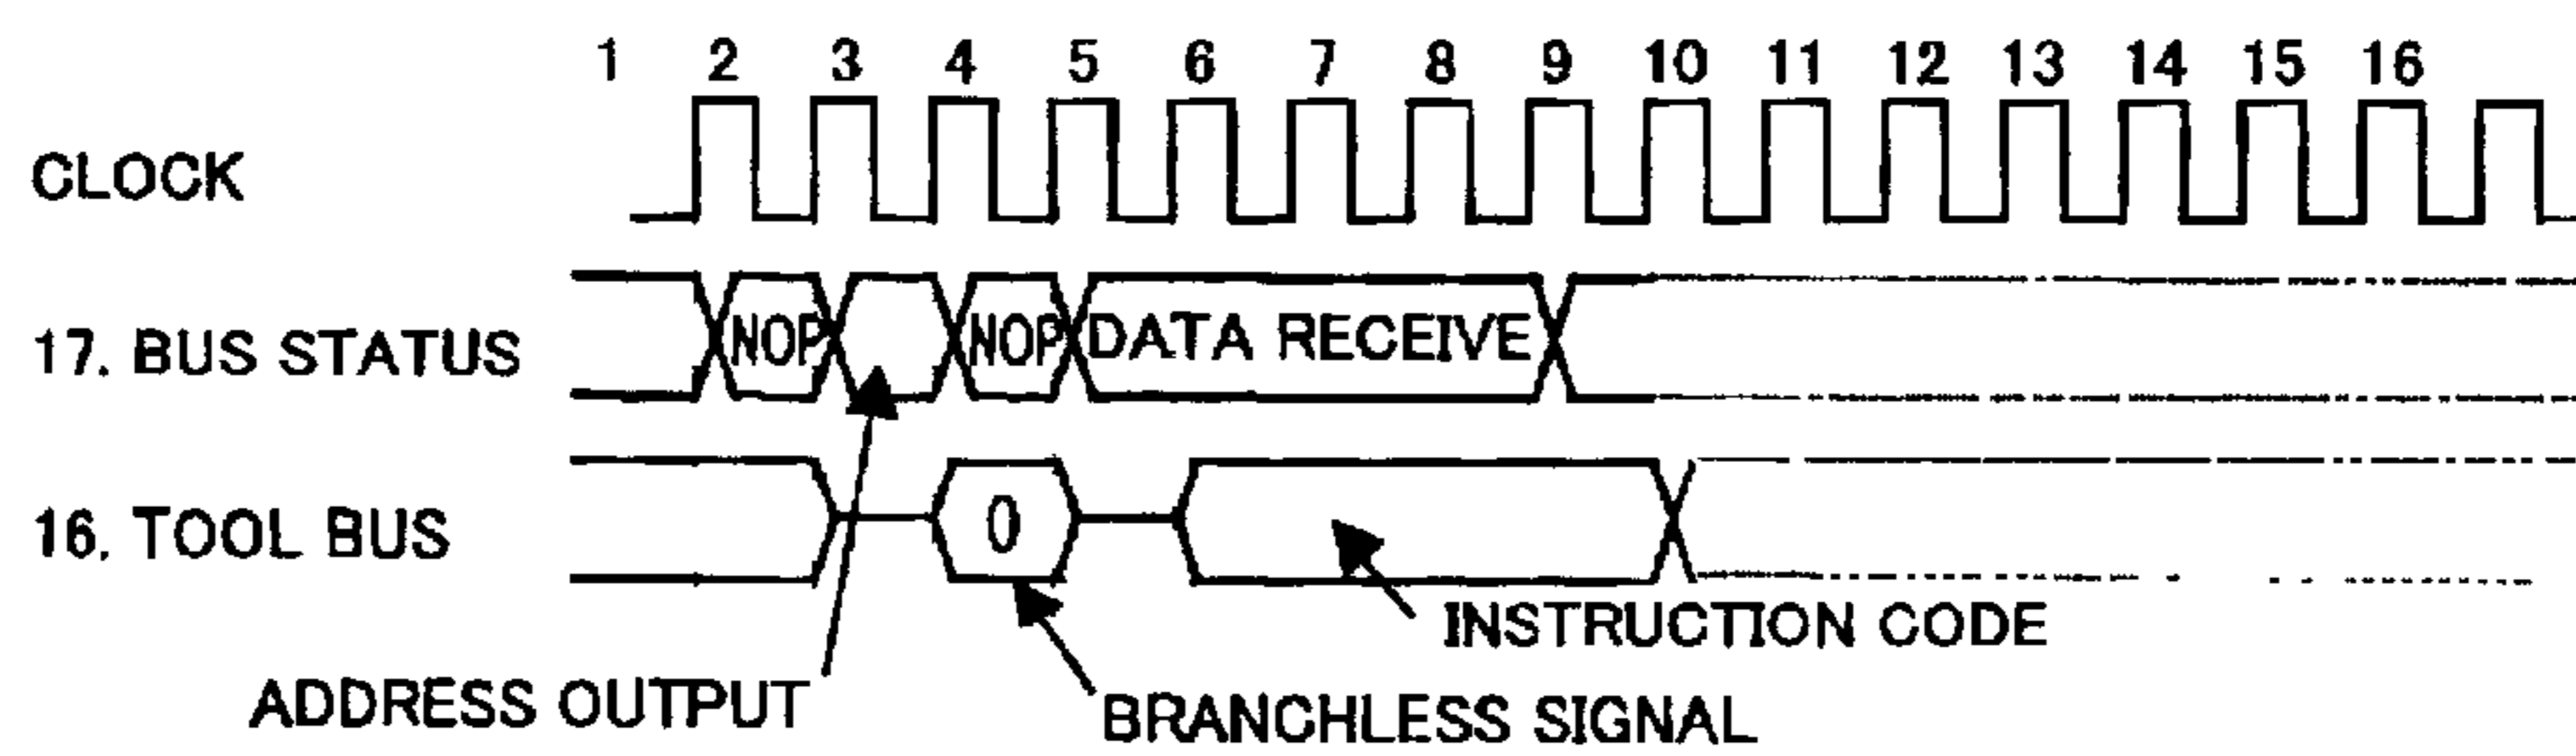 1 2 3 4 5 6 7 8 9 10 11 12 13 14 15 16
CLOCK
17. BUS STATUS NOP NOP DATA RECEIVE
16. TOOL BUS 0
INSTRUCTION CODE
ADDRESS OUTPUT
BRANCHLESS SIGNAL